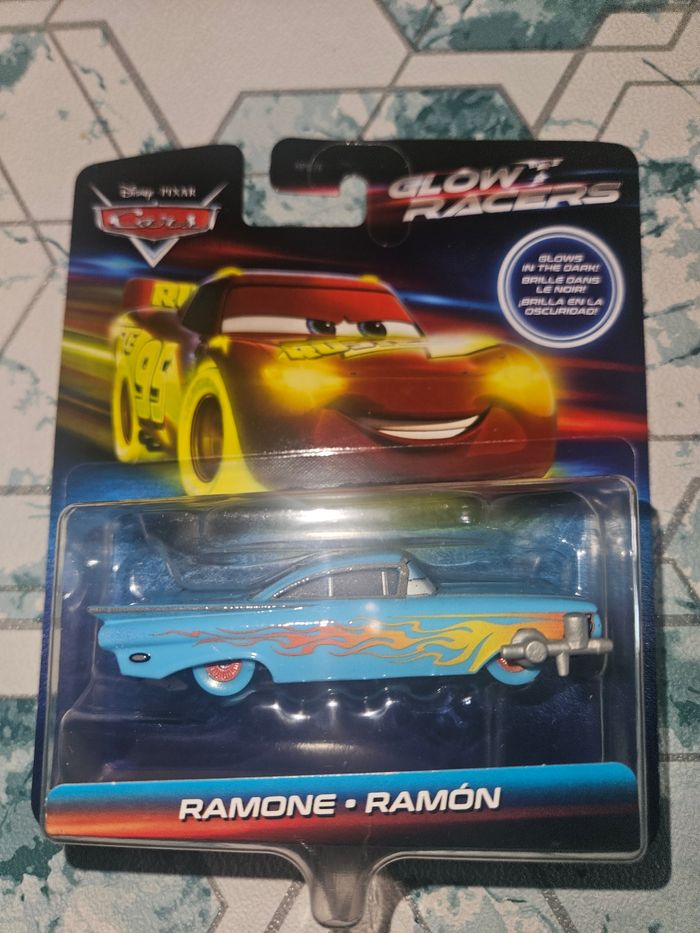 Disney · PIXAR
Cars
GLOW
RACERS
GLOWS
IN THE DARK!
BRILLE DANS
LE NOIR!
¡BRILLA EN LA
OSCURIDAD!
95
RAMONE • RAMÓN